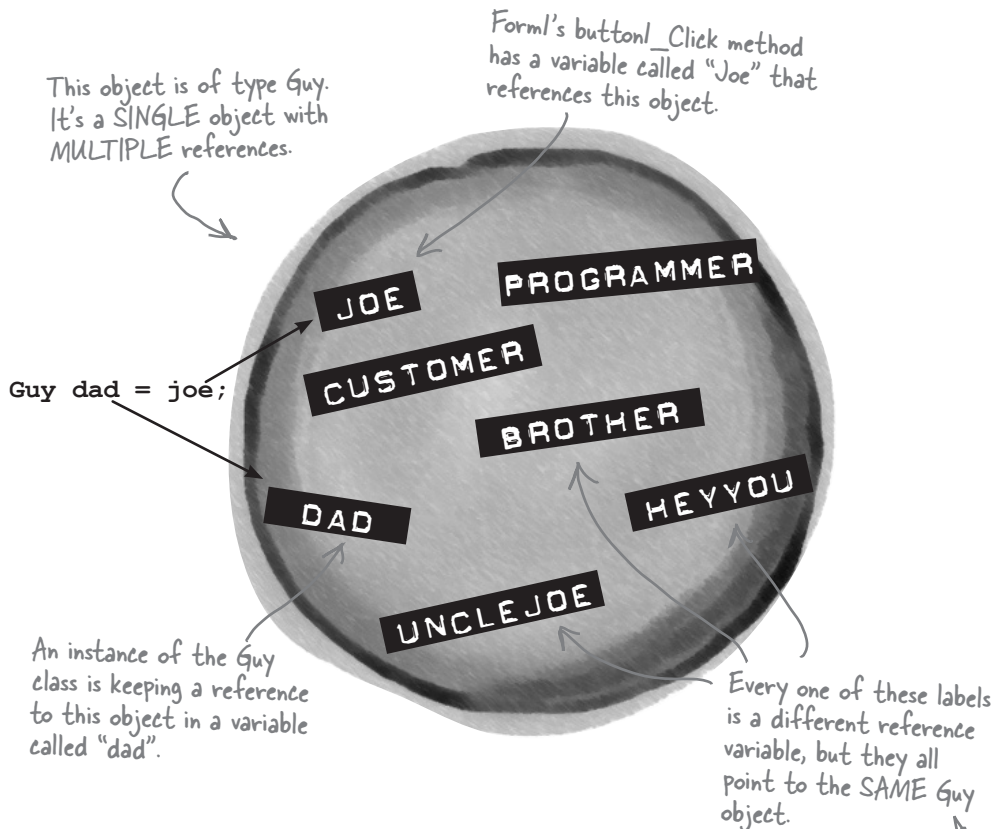 Form1's button1_Click method
has a variable called “Joe” that
references this object.
This object is of type Guy.
It's a SINGLE object with
MULTIPLE references.
JOE
PROGRAMMER
CUSTOMER
Guy dad = joe;
BROTHER
HEYYOU
DAD
UNCLEJOE
An instance of the Guy
class is keeping a reference
to this object in a variable
called “dad”.
Every one of these labels
is a different reference
variable, but they all
point to the SAME Guy
object.